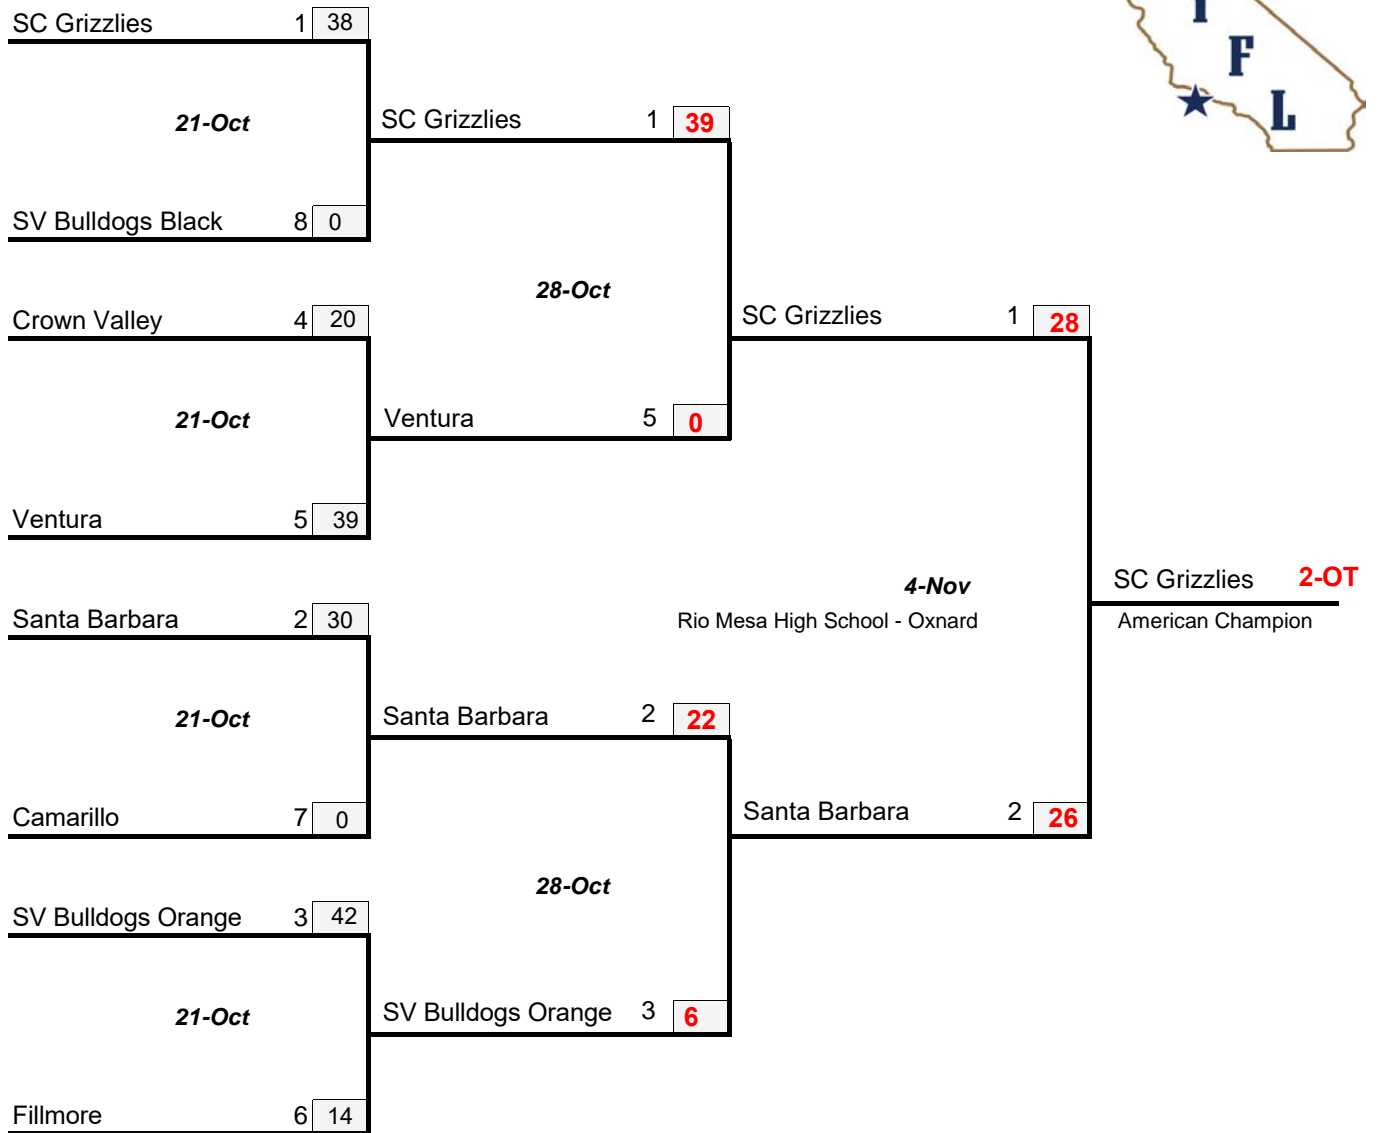 SC Grizzlies 1 38
21-Oct
SV Bulldogs Black 8 0
Crown Valley 4 20
21-Oct
Ventura 5 39
Santa Barbara 2 30
21-Oct
Camarillo 7 0
SV Bulldogs Orange 3 42
21-Oct
Fillmore 6 14
SC Grizzlies 1 39
28-Oct
Ventura 5 0
Santa Barbara 2 22
28-Oct
SV Bulldogs Orange 3 6
SC Grizzlies 1 28
4-Nov
Rio Mesa High School - Oxnard
Santa Barbara 2 26
SC Grizzlies 2-OT
American Champion
F
L